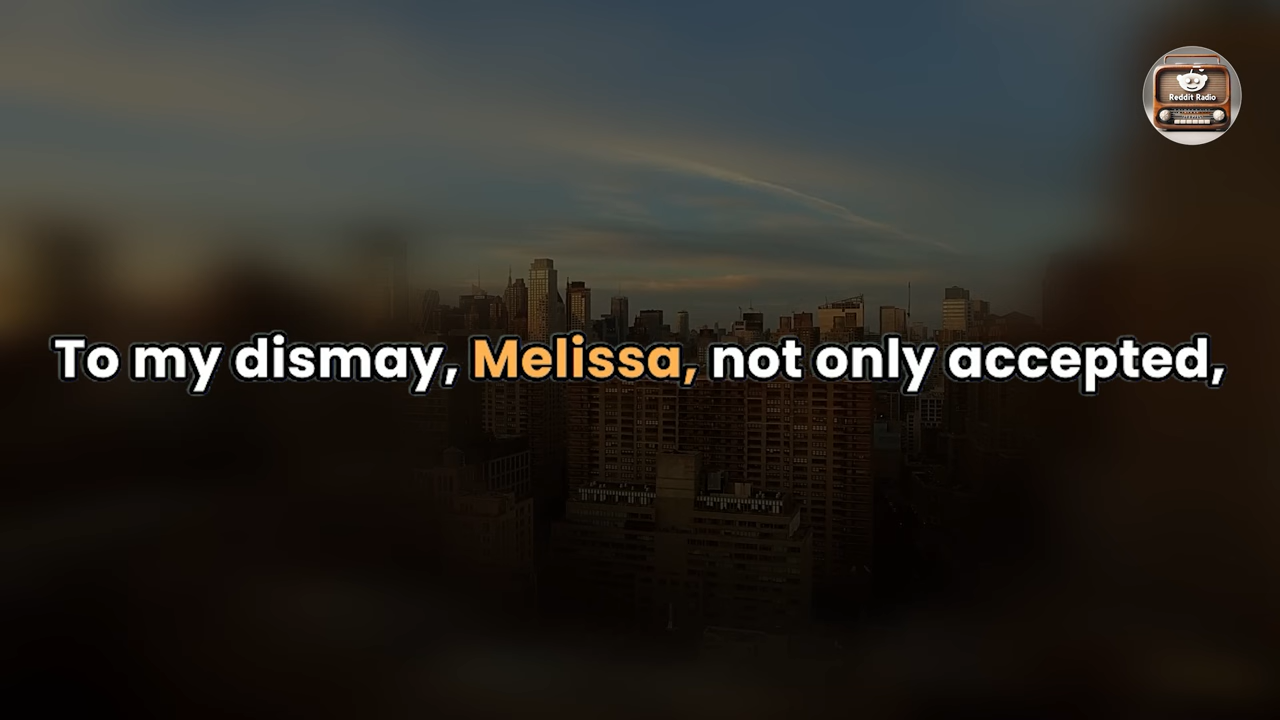 Reddit Radio
To my dismay, Melissa, not only accepted,